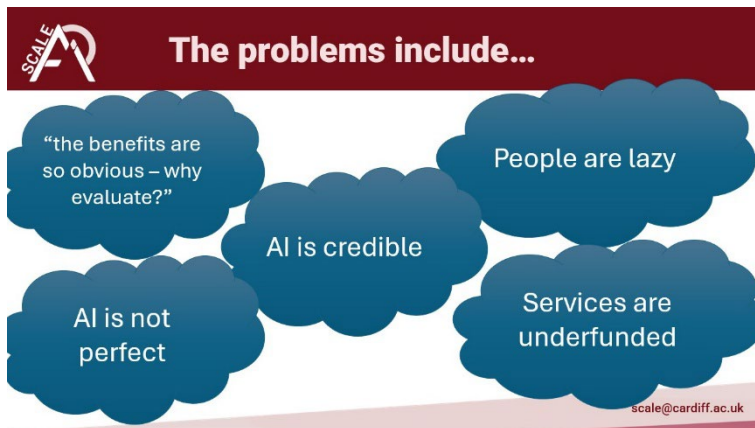 SCALE
The problems include...
“the benefits are
so obvious – why
evaluate?”
People are lazy
AI is credible
AI is not
perfect
Services are
underfunded
scale@cardiff.ac.uk